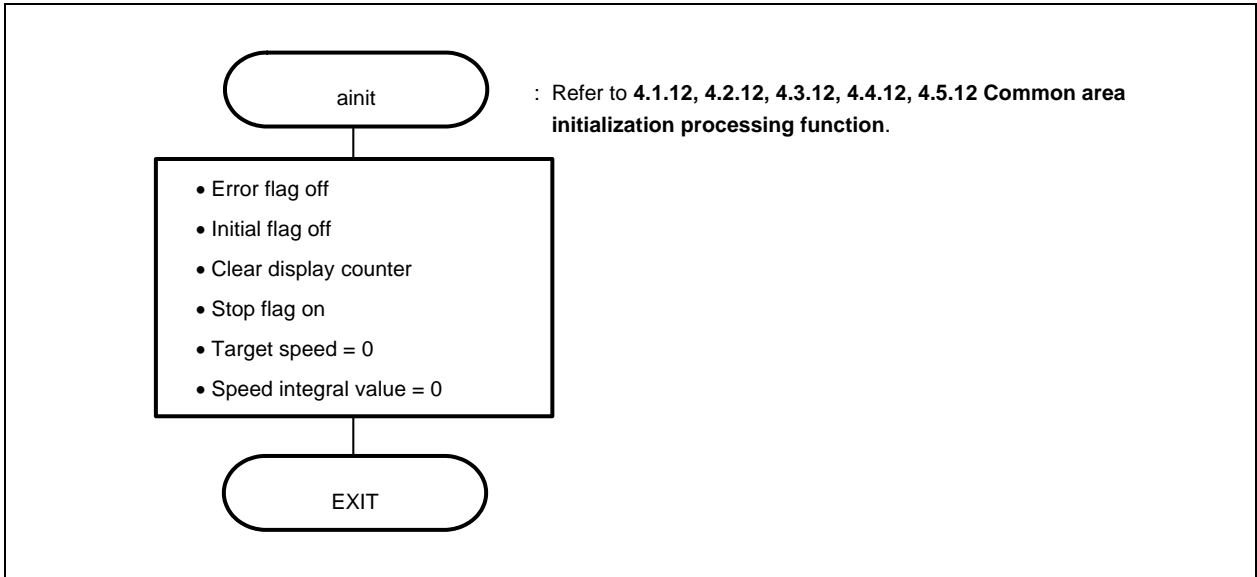 ainit
: Refer to 4.1.12, 4.2.12, 4.3.12, 4.4.12, 4.5.12 Common area
initialization processing function.
• Error flag off
• Initial flag off
• Clear display counter
• Stop flag on
• Target speed = 0
• Speed integral value = 0
EXIT